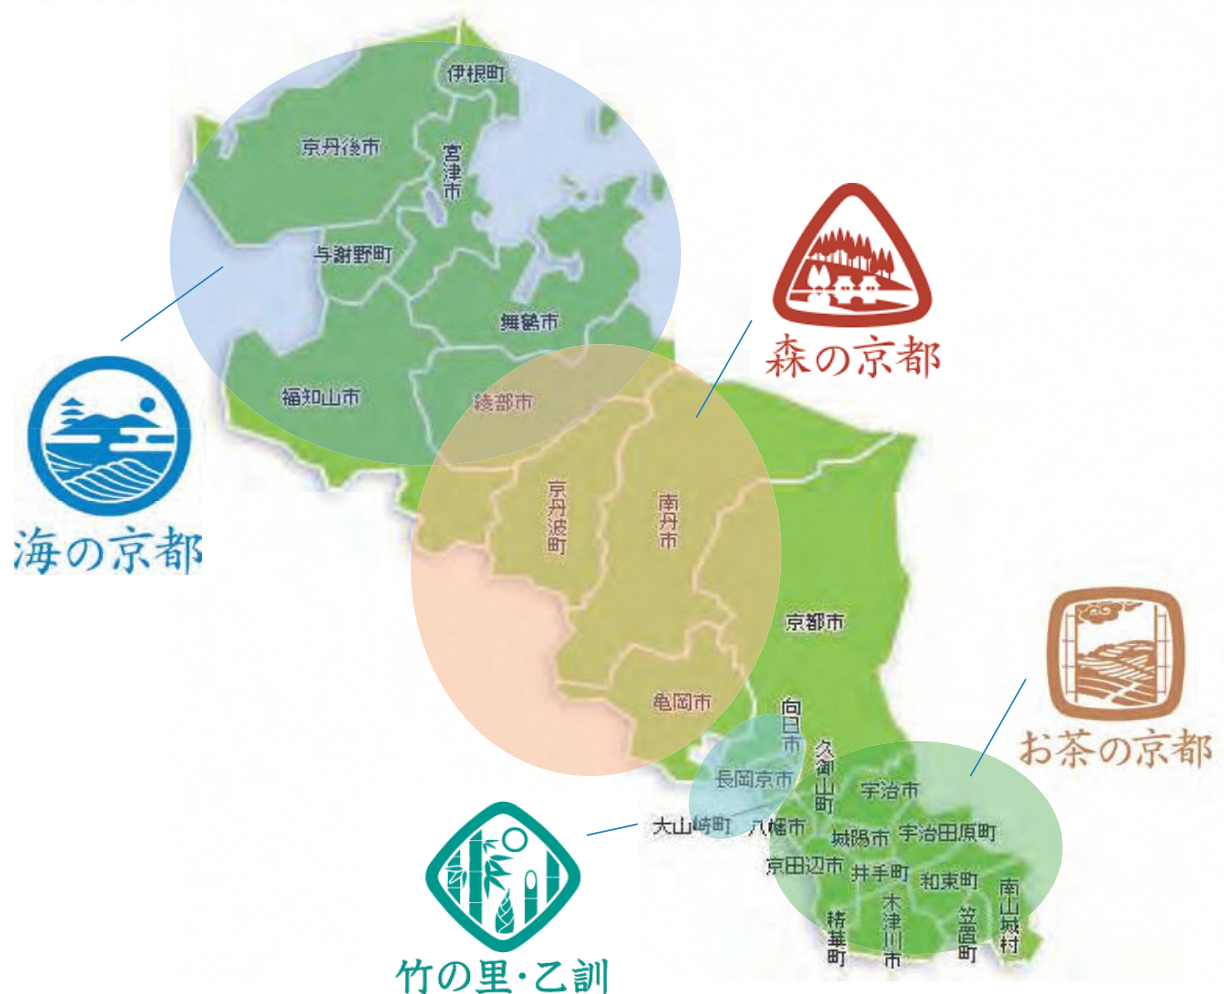 伊根町
京丹後市
宮津市
与謝野町
舞鶴市
森の京都
福知山市
綾部市
海の京都
京丹波町
南丹市
京都市
亀岡市
向日市
お茶の京都
久御山町
長岡京市
宇治市
大山崎町
八幡市
城陽市
宇治田原町
京田辺市
井手町
和束町
南山城村
木津川市
笠置町
精華町
竹の里・乙訓